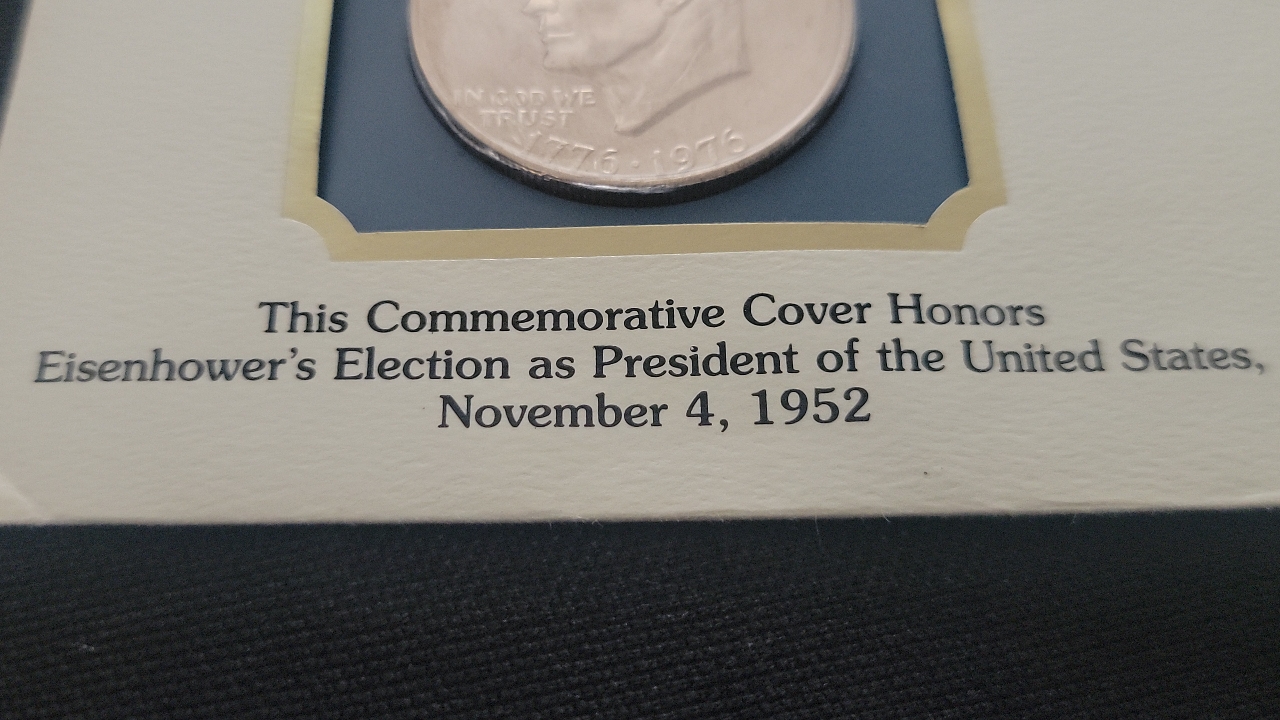 IN GOD WE
TRUST
1776 · 1976
This Commemorative Cover Honors
Eisenhower's Election as President of the United States,
November 4, 1952